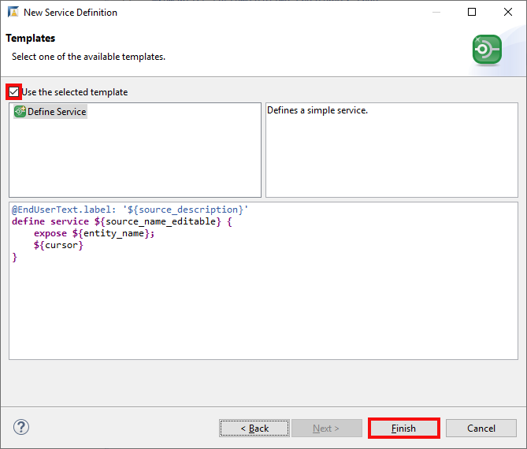 New Service Definition
Templates
Select one of the available templates.
Use the selected template
Define Service
Defines a simple service.
@EndUserText.label: '${source_description}'
define service ${source_name_editable} {
    expose ${entity_name};
    ${cursor}
}
?
< Back
Next >
Finish
Cancel